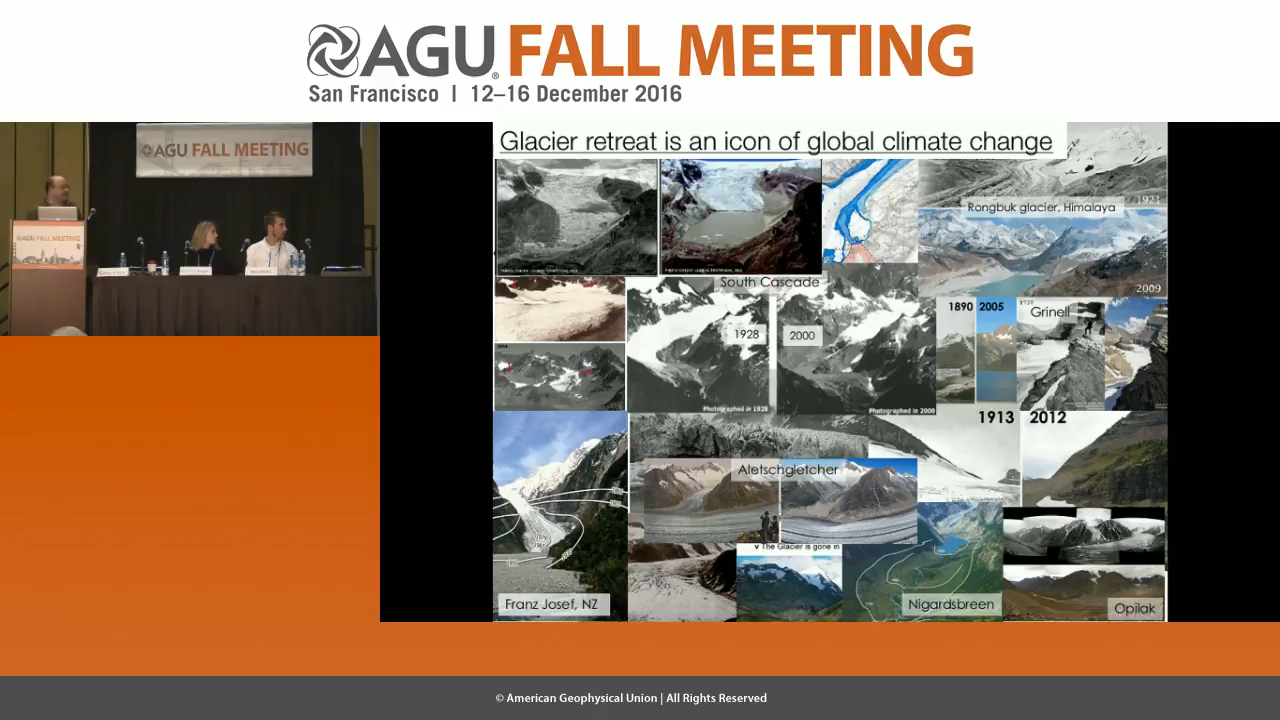 AGU FALL MEETING
San Francisco | 12–16 December 2016
AGU FALL MEETING
AGU FALL MEETING
Glacier retreat is an icon of global climate change
1921
Rongbuk glacier, Himalaya
2009
South Cascade
1928
2000
1890 2005
Grinell
Photographed in 1928
Photographed in 2000
1913 2012
Aletschgletcher
v The Glacier is gone in
Franz Josef, NZ
Nigardsbreen
Opilak
© American Geophysical Union | All Rights Reserved